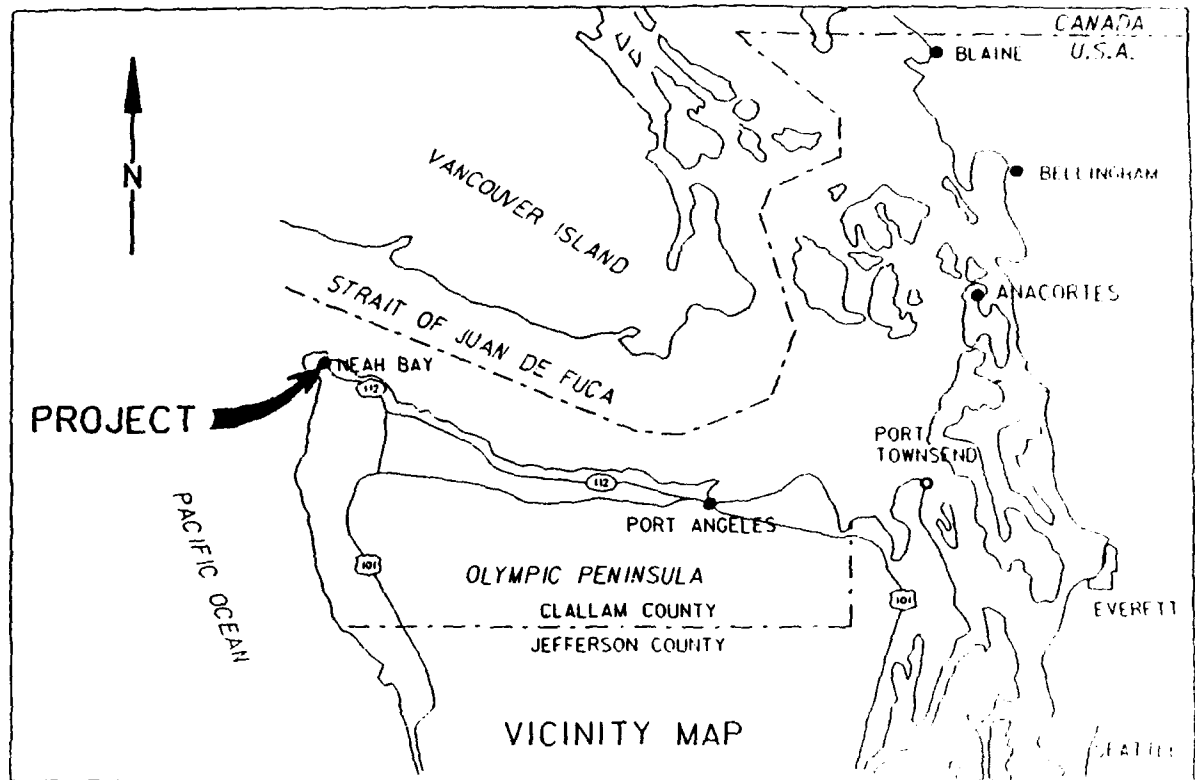 CANADA
U.S.A.
BLAINE
N
VANCOUVER ISLAND
BELLINGHAM
STRAIT OF JUAN DE FUCA
ANACORTES
NEAH BAY
112
PROJECT
PORT
TOWNSEND
112
PORT ANGELES
PACIFIC OCEAN
101
OLYMPIC PENINSULA
101
CLALLAM COUNTY
EVERETT
JEFFERSON COUNTY
VICINITY MAP
SEATTLE